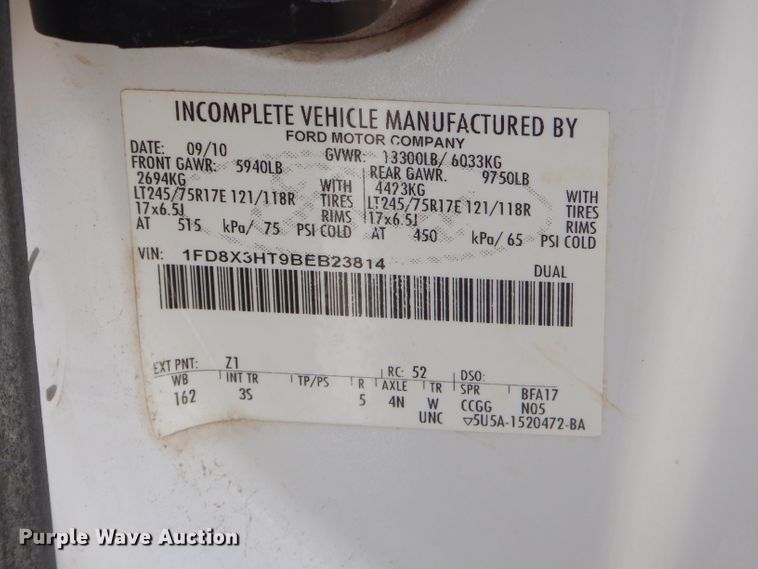 INCOMPLETE VEHICLE MANUFACTURED BY
FORD MOTOR COMPANY
DATE: 09/10 GVWR: 13300LB/ 6033KG
FRONT GAWR: 5940LB REAR GAWR. 9750LB
2694KG WITH 4423KG WITH
LT245/75R17E 121/118R TIRES LT245/75R17E 121/118R TIRES
17x6.5J RIMS 17x6.5J RIMS
AT 515 kPa/ 75 PSI COLD AT 450 kPa/ 65 PSI COLD
VIN: 1FD8X3HT9BEB23814 DUAL
EXT PNT: Z1 RC: 52 DSO:
WB INT TR TP/PS R AXLE TR SPR BFA17
162 3S 5 4N W CCGG N05
UNC ▽5U5A-1520472-BA
Purple Wave Auction